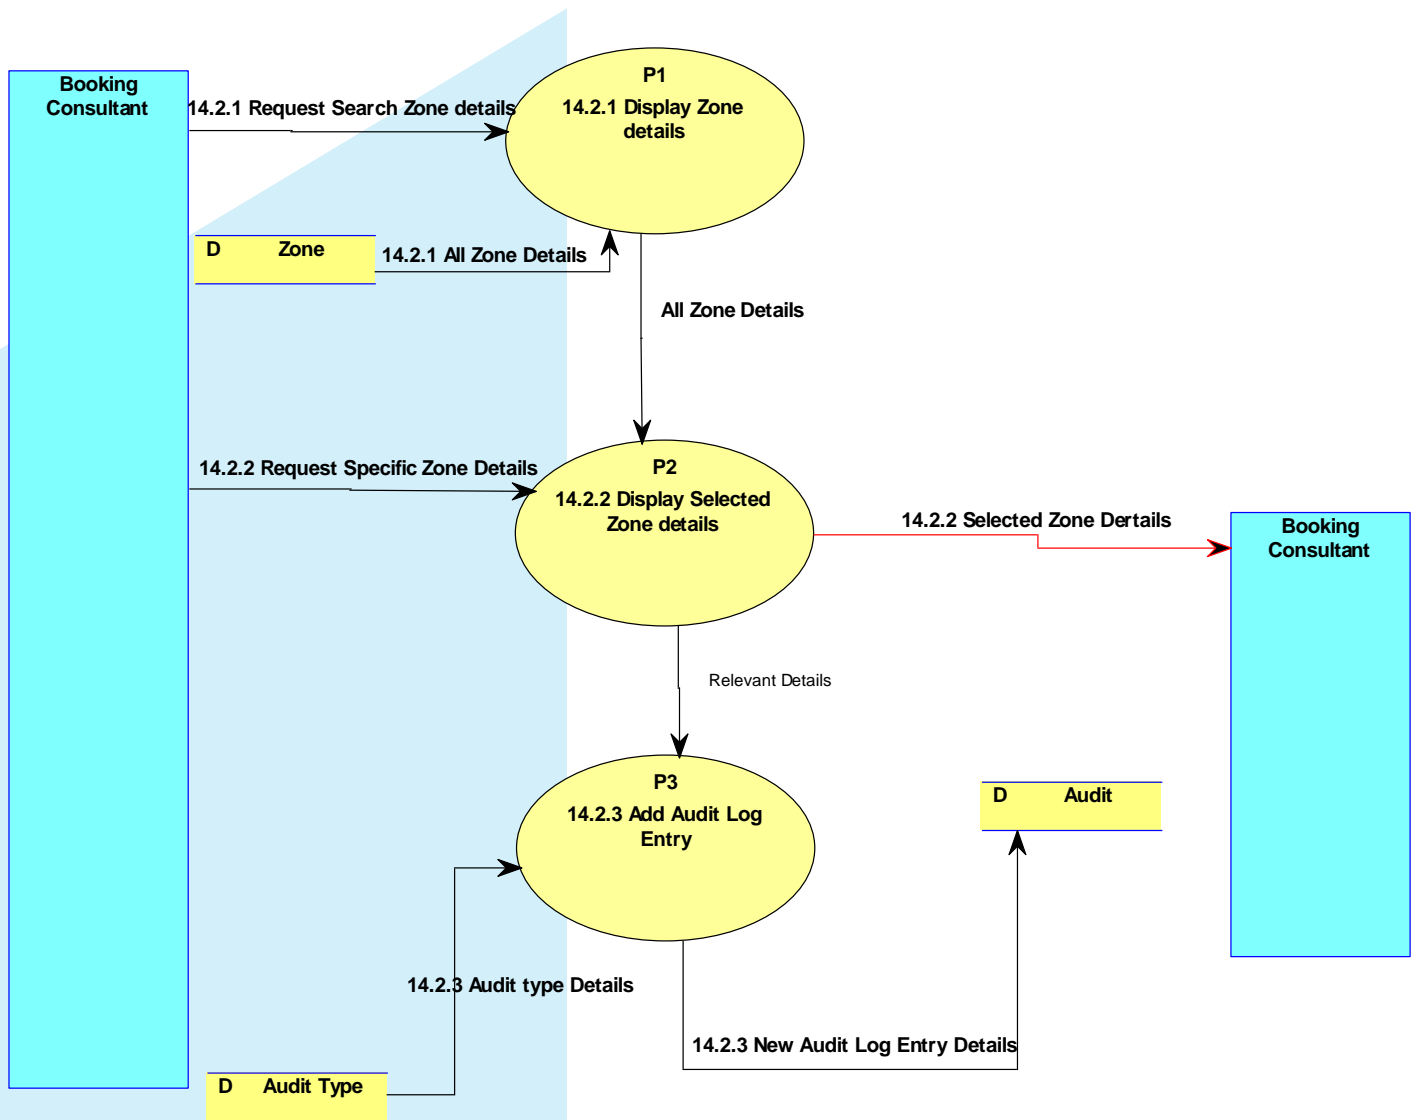 Booking
Consultant
14.2.1 Request Search Zone details
P1
14.2.1 Display Zone
details
D Zone
14.2.1 All Zone Details
All Zone Details
14.2.2 Request Specific Zone Details
P2
14.2.2 Display Selected
Zone details
14.2.2 Selected Zone Dertails
Booking
Consultant
Relevant Details
P3
14.2.3 Add Audit Log
Entry
D Audit
14.2.3 Audit type Details
14.2.3 New Audit Log Entry Details
D Audit Type